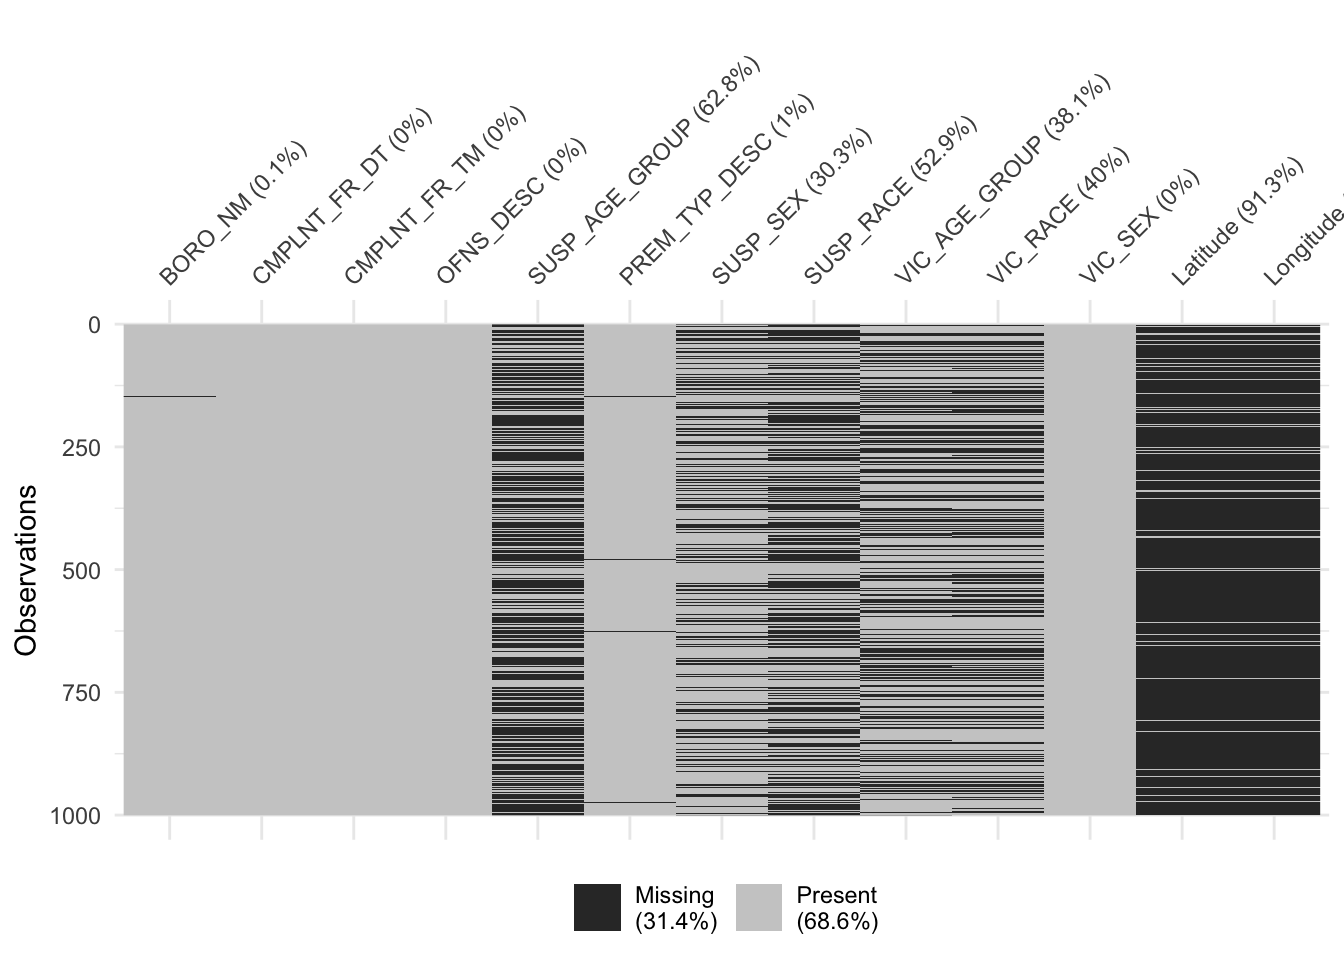 BORO_NM (0.1%)
CMPLNT_FR_DT (0%)
CMPLNT_FR_TM (0%)
OFNS_DESC (0%)
SUSP_AGE_GROUP (62.8%)
PREM_TYP_DESC (1%)
SUSP_SEX (30.3%)
SUSP_RACE (52.9%)
VIC_AGE_GROUP (38.1%)
VIC_RACE (40%)
VIC_SEX (0%)
Latitude (91.3%)
Longitude
0
250
500
750
1000
Observations
Missing
(31.4%)
Present
(68.6%)